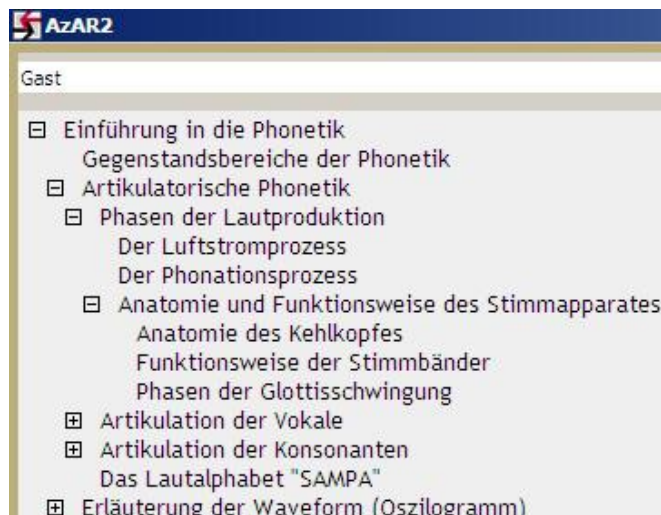 AzAR2
Gast
Einführung in die Phonetik
Gegenstandsbereiche der Phonetik
Artikulatorische Phonetik
Phasen der Lautproduktion
Der Luftstromprozess
Der Phonationsprozess
Anatomie und Funktionsweise des Stimmapparates
Anatomie des Kehlkopfes
Funktionsweise der Stimmbänder
Phasen der Glottisschwingung
Artikulation der Vokale
Artikulation der Konsonanten
Das Lautalphabet "SAMPA"
Erläuterung der Waveform (Oszilogramm)